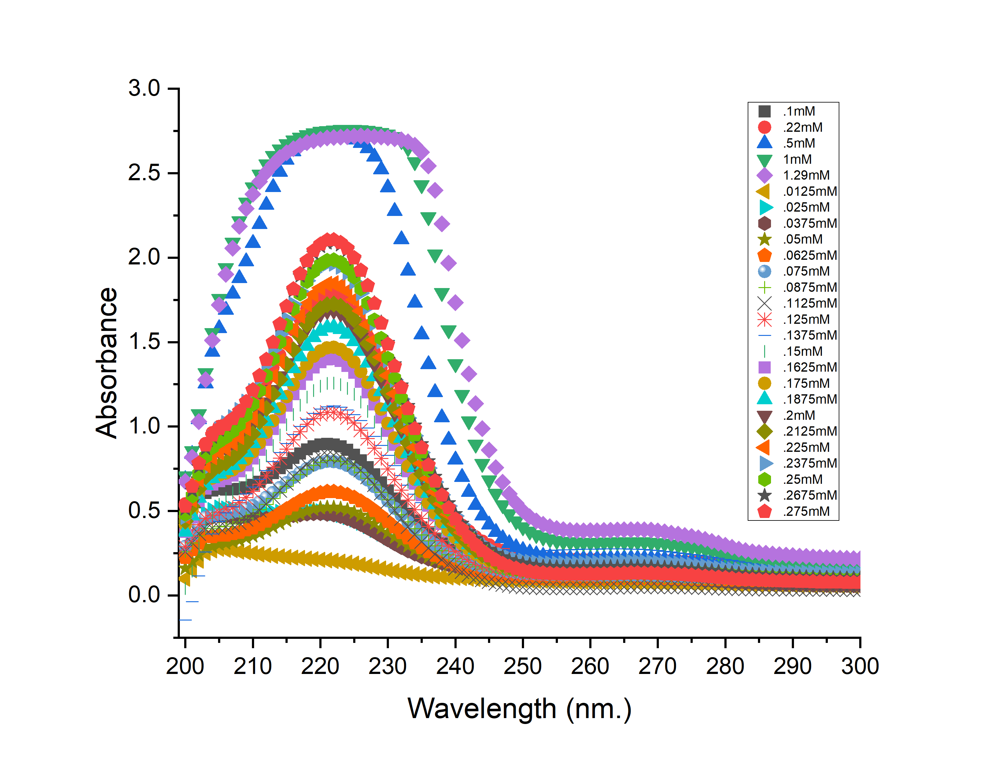 3.0
2.5
2.0
1.5
1.0
0.5
0.0
Absorbance
200 210 220 230 240 250 260 270 280 290 300
Wavelength (nm.)
.1mM
.22mM
.5mM
1mM
1.29mM
.0125mM
.025mM
.0375mM
.05mM
.0625mM
.075mM
.0875mM
.1125mM
.125mM
.1375mM
.15mM
.1625mM
.175mM
.1875mM
.2mM
.2125mM
.225mM
.2375mM
.25mM
.2675mM
.275mM